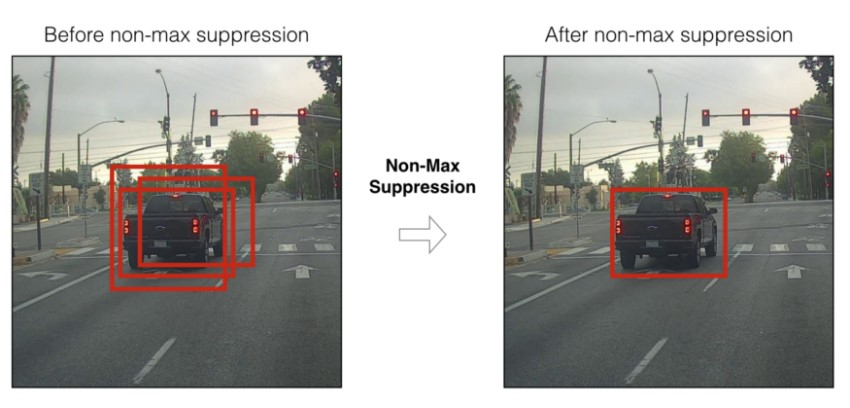 Before non-max suppression
After non-max suppression
Non-Max
Suppression